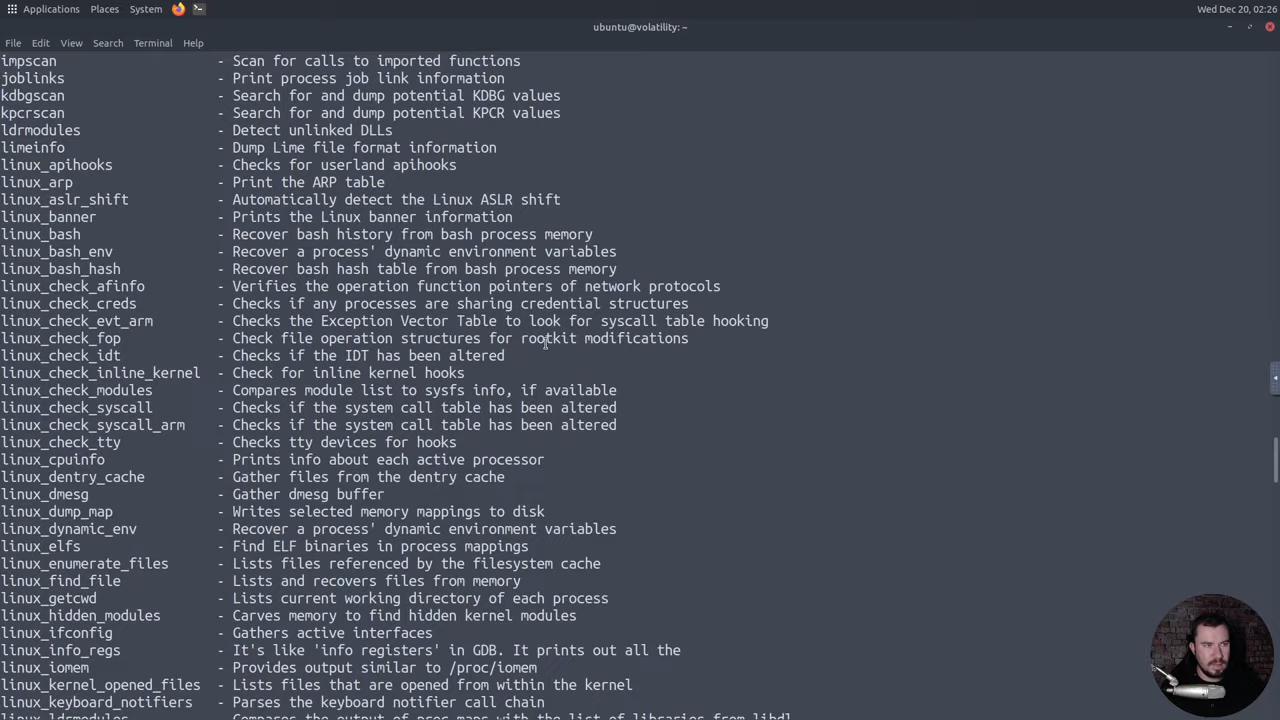 Applications Places System Wed Dec 20, 02:26
ubuntu@volatility: ~
File Edit View Search Terminal Help
impscan - Scan for calls to imported functions
joblinks - Print process job link information
kdbgscan - Search for and dump potential KDBG values
kpcrscan - Search for and dump potential KPCR values
ldrmodules - Detect unlinked DLLs
limeinfo - Dump Lime file format information
linux_apihooks - Checks for userland apihooks
linux_arp - Print the ARP table
linux_aslr_shift - Automatically detect the Linux ASLR shift
linux_banner - Prints the Linux banner information
linux_bash - Recover bash history from bash process memory
linux_bash_env - Recover a process' dynamic environment variables
linux_bash_hash - Recover bash hash table from bash process memory
linux_check_afinfo - Verifies the operation function pointers of network protocols
linux_check_creds - Checks if any processes are sharing credential structures
linux_check_evt_arm - Checks the Exception Vector Table to look for syscall table hooking
linux_check_fop - Check file operation structures for rootkit modifications
linux_check_idt - Checks if the IDT has been altered
linux_check_inline_kernel - Check for inline kernel hooks
linux_check_modules - Compares module list to sysfs info, if available
linux_check_syscall - Checks if the system call table has been altered
linux_check_syscall_arm - Checks if the system call table has been altered
linux_check_tty - Checks tty devices for hooks
linux_cpuinfo - Prints info about each active processor
linux_dentry_cache - Gather files from the dentry cache
linux_dmesg - Gather dmesg buffer
linux_dump_map - Writes selected memory mappings to disk
linux_dynamic_env - Recover a process' dynamic environment variables
linux_elfs - Find ELF binaries in process mappings
linux_enumerate_files - Lists files referenced by the filesystem cache
linux_find_file - Lists and recovers files from memory
linux_getcwd - Lists current working directory of each process
linux_hidden_modules - Carves memory to find hidden kernel modules
linux_ifconfig - Gathers active interfaces
linux_info_regs - It's like 'info registers' in GDB. It prints out all the
linux_iomem - Provides output similar to /proc/iomem
linux_kernel_opened_files - Lists files that are opened from within the kernel
linux_keyboard_notifiers - Parses the keyboard notifier call chain
linux_ldrmodules - Compares the output of proc maps with the list of libraries from libdl